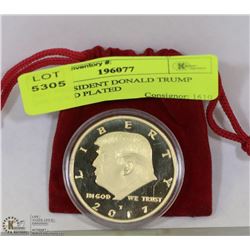 Inventory #:
LOT
5305
196077
SIDENT DONALD TRUMP
D PLATED
Consignor: 1610
LIBERTY
IN GOD WE TRUST
2017